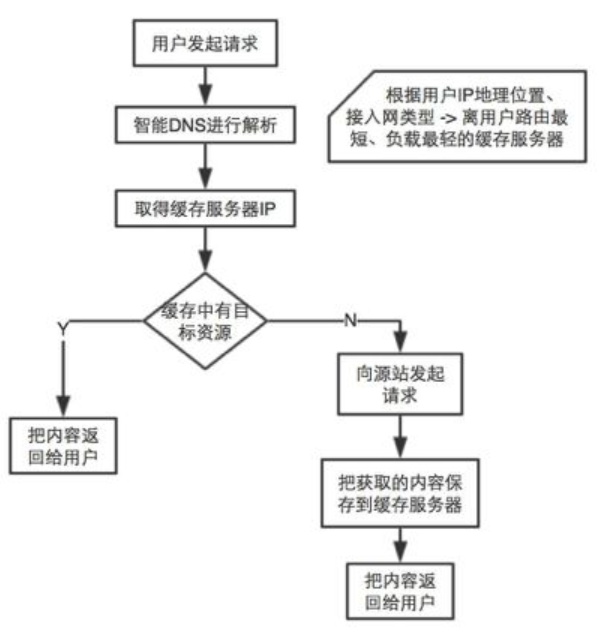 用户发起请求
智能DNS进行解析
根据用户IP地理位置、
接入网类型 -> 离用户路由最
短、负载最轻的缓存服务器
取得缓存服务器IP
缓存中有目
标资源
Y
N
向源站发起
请求
把内容返
回给用户
把获取的内容保
存到缓存服务器
把内容返
回给用户